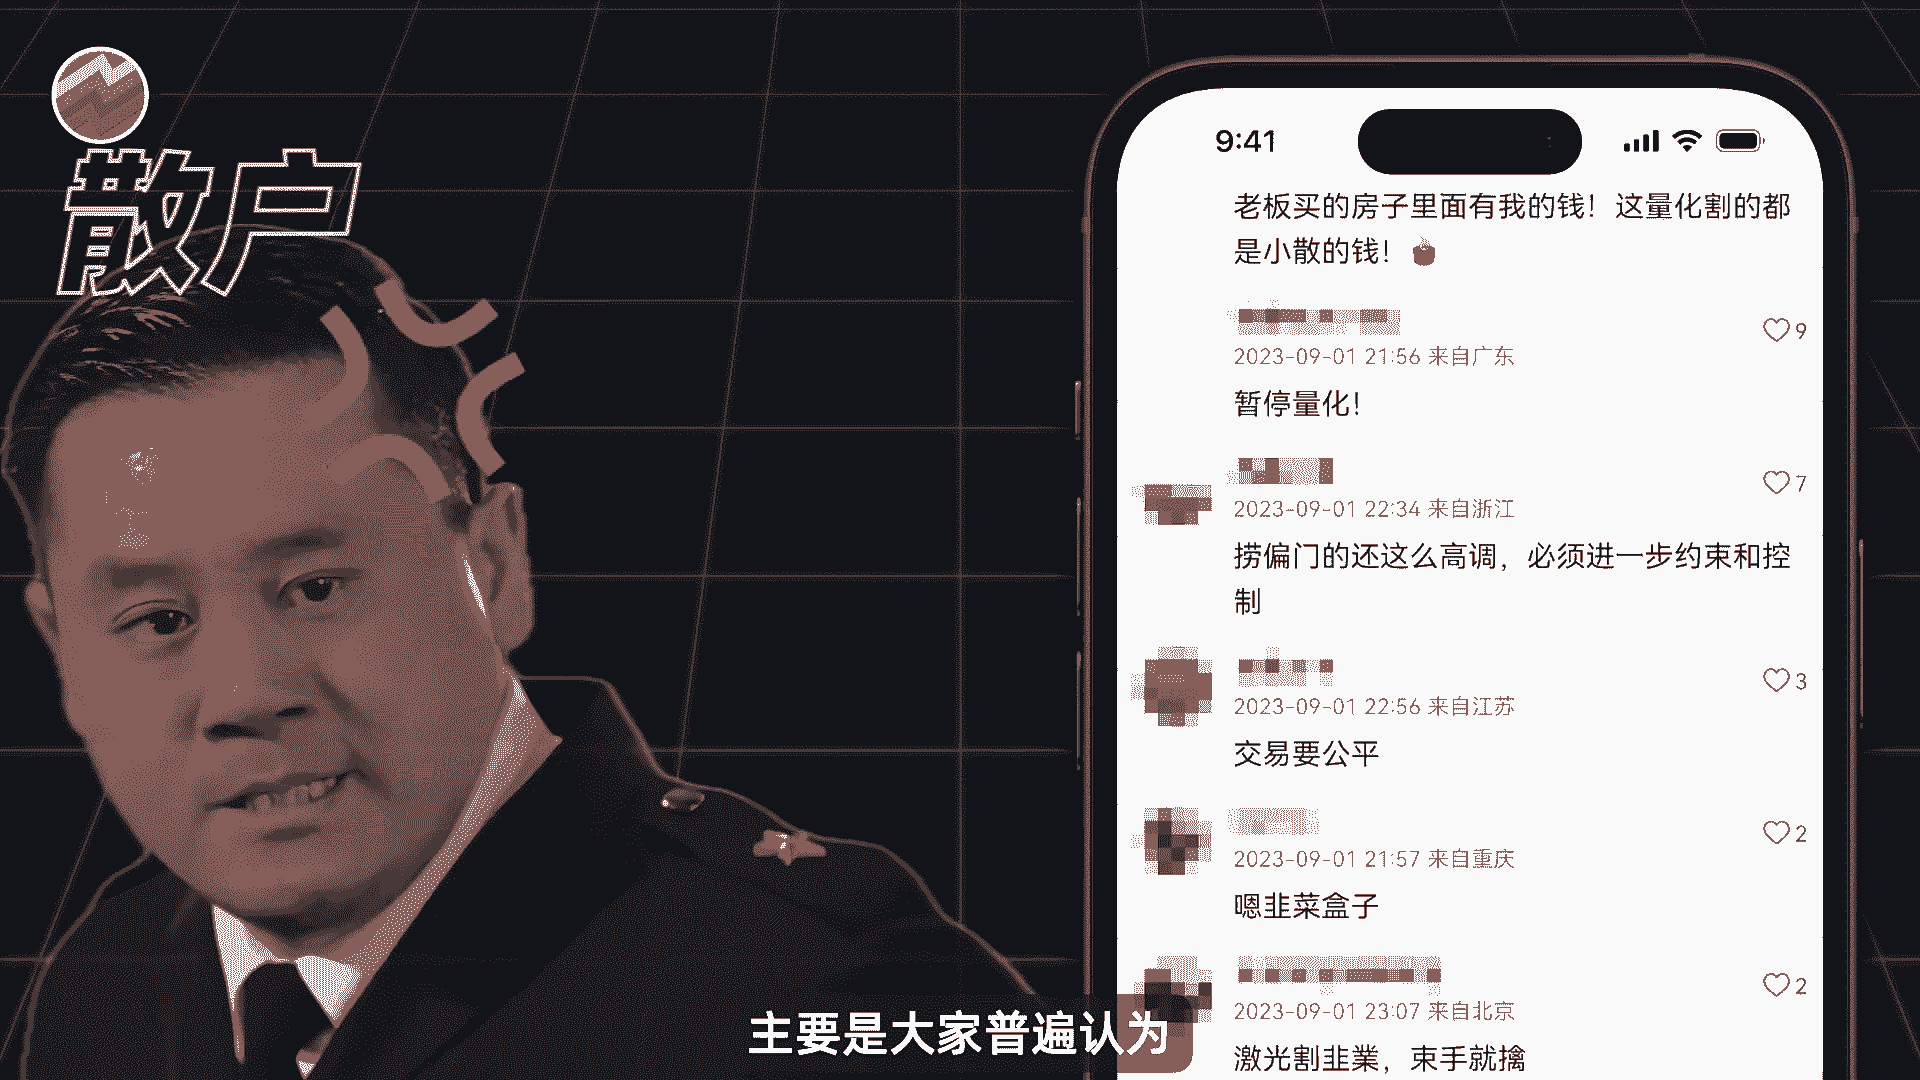 散户
9:41
老板买的房子里面有我的钱！这量化割的都
是小散的钱！
9
2023-09-01 21:56 来自广东
暂停量化！
7
2023-09-01 22:34 来自浙江
捞偏门的还这么高调，必须进一步约束和控
制
3
2023-09-01 22:56 来自江苏
交易要公平
2
2023-09-01 21:57 来自重庆
嗯韭菜盒子
2
2023-09-01 23:07 来自北京
激光割韭業，束手就擒
主要是大家普遍认为